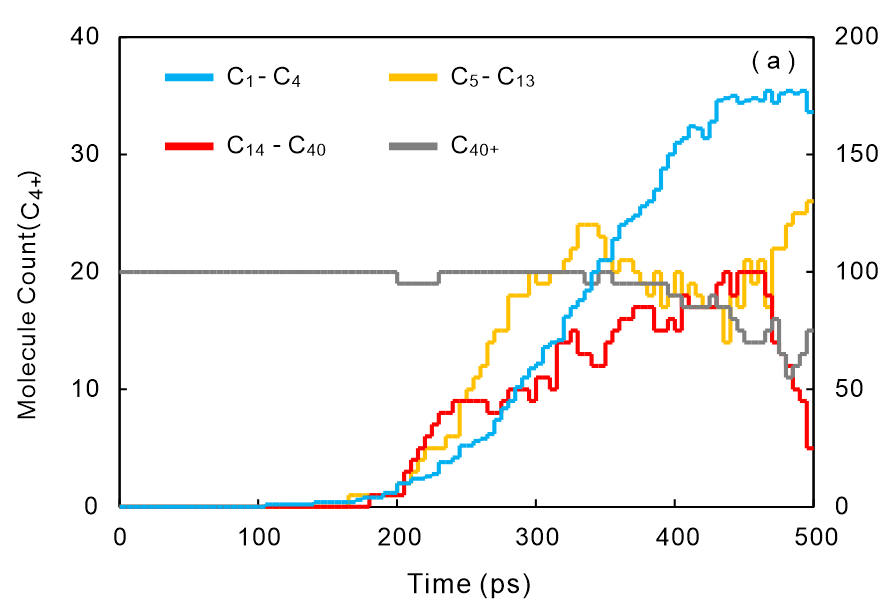 40
200
( a )
C₁ - C₄
C₅ - C₁₃
C₁₄ - C₄₀
C₄₀₊
30
150
20
100
10
50
0
0
Molecule Count(C₄₊)
0
100
200
300
400
500
Time (ps)